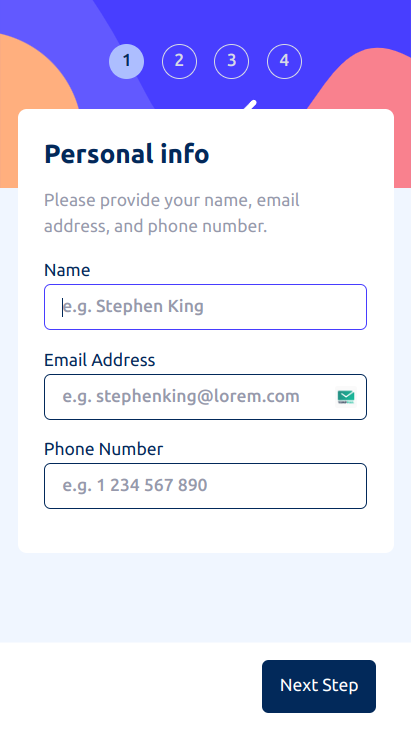 1 2 3 4
Personal info
Please provide your name, email
address, and phone number.
Name
e.g. Stephen King
Email Address
e.g. stephenking@lorem.com
Phone Number
e.g. 1 234 567 890
Next Step